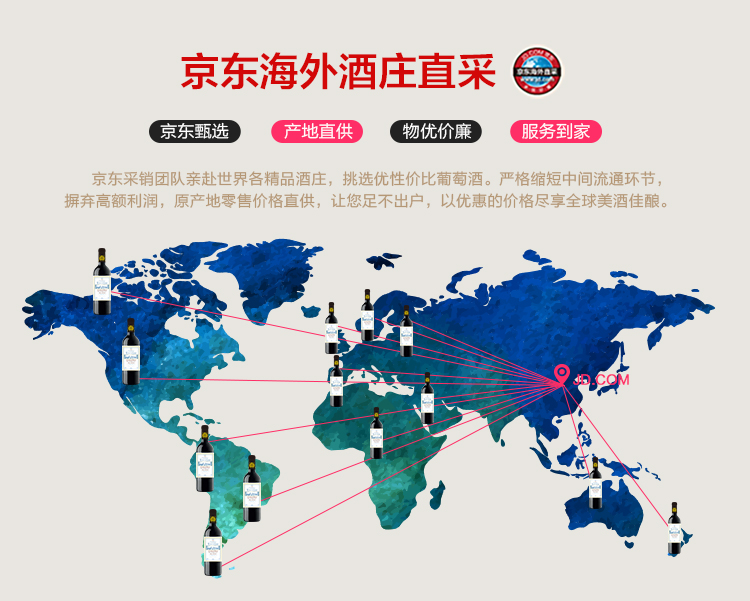 京东海外酒庄直采
JD.COM
京东海外直采
京东甄选 产地直供 物优价廉 服务到家
京东采销团队亲赴世界各精品酒庄，挑选优性价比葡萄酒。严格缩短中间流通环节，
摒弃高额利润，原产地零售价格直供，让您足不出户，以优惠的价格尽享全球美酒佳酿。
JD.COM